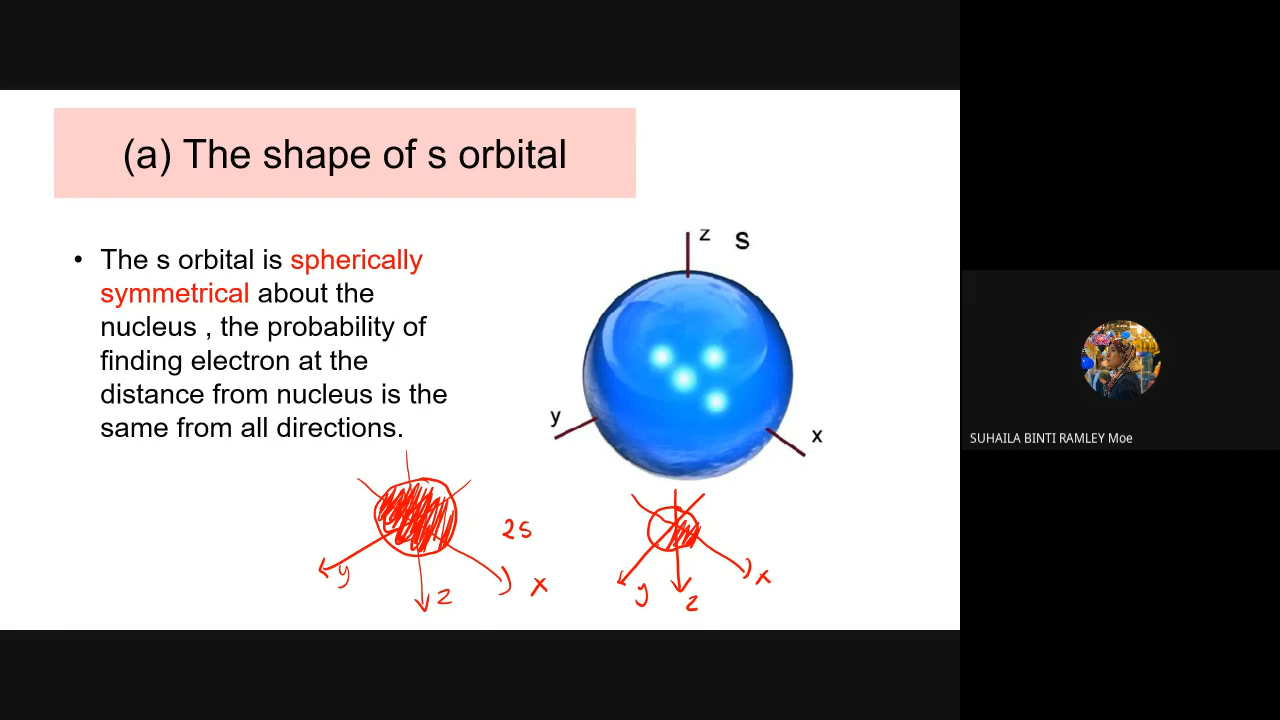 (a) The shape of s orbital
• The s orbital is spherically
symmetrical about the
nucleus , the probability of
finding electron at the
distance from nucleus is the
same from all directions.
z S
y
x
2s
y
z
x
y
z
x
SUHAILA BINTI RAMLEY Moe